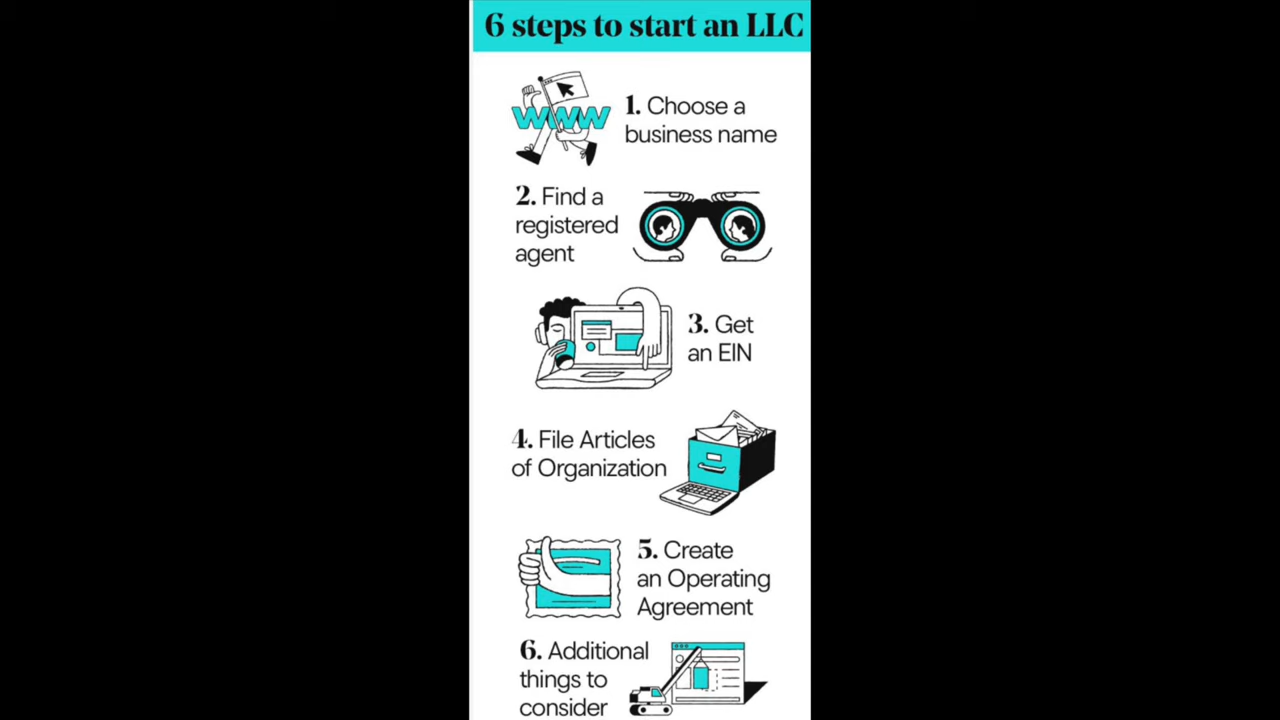 6 steps to start an LLC
www
1. Choose a
business name
2. Find a
registered
agent
3. Get
an EIN
4. File Articles
of Organization
5. Create
an Operating
Agreement
6. Additional
things to
consider